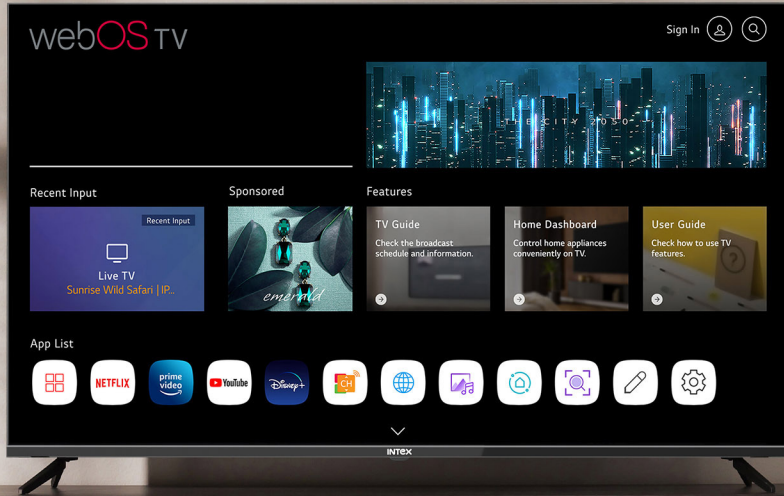 webOS TV
Sign In
THE CITY 2050
Recent Input
Sponsored
Features
Recent Input
Live TV
Sunrise Wild Safari | IP...
emerald
TV Guide
Check the broadcast
schedule and information.
Home Dashboard
Control home appliances
conveniently on TV.
User Guide
Check how to use TV
features.
App List
NETFLIX
prime
video
YouTube
Disney+
CH
INTEX